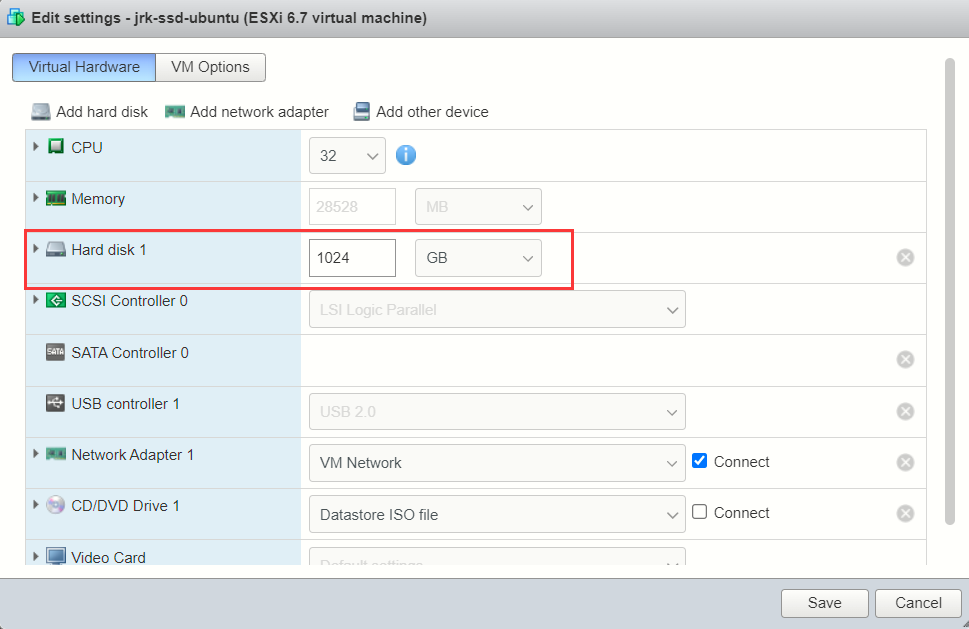 Edit settings - jrk-ssd-ubuntu (ESXi 6.7 virtual machine)
Virtual Hardware VM Options
Add hard disk Add network adapter Add other device
CPU 32
Memory 28528 MB
Hard disk 1 1024 GB
SCSI Controller 0 LSI Logic Parallel
SATA SATA Controller 0
USB controller 1 USB 2.0
Network Adapter 1 VM Network Connect
CD/DVD Drive 1 Datastore ISO file Connect
Video Card Default settings
Save Cancel